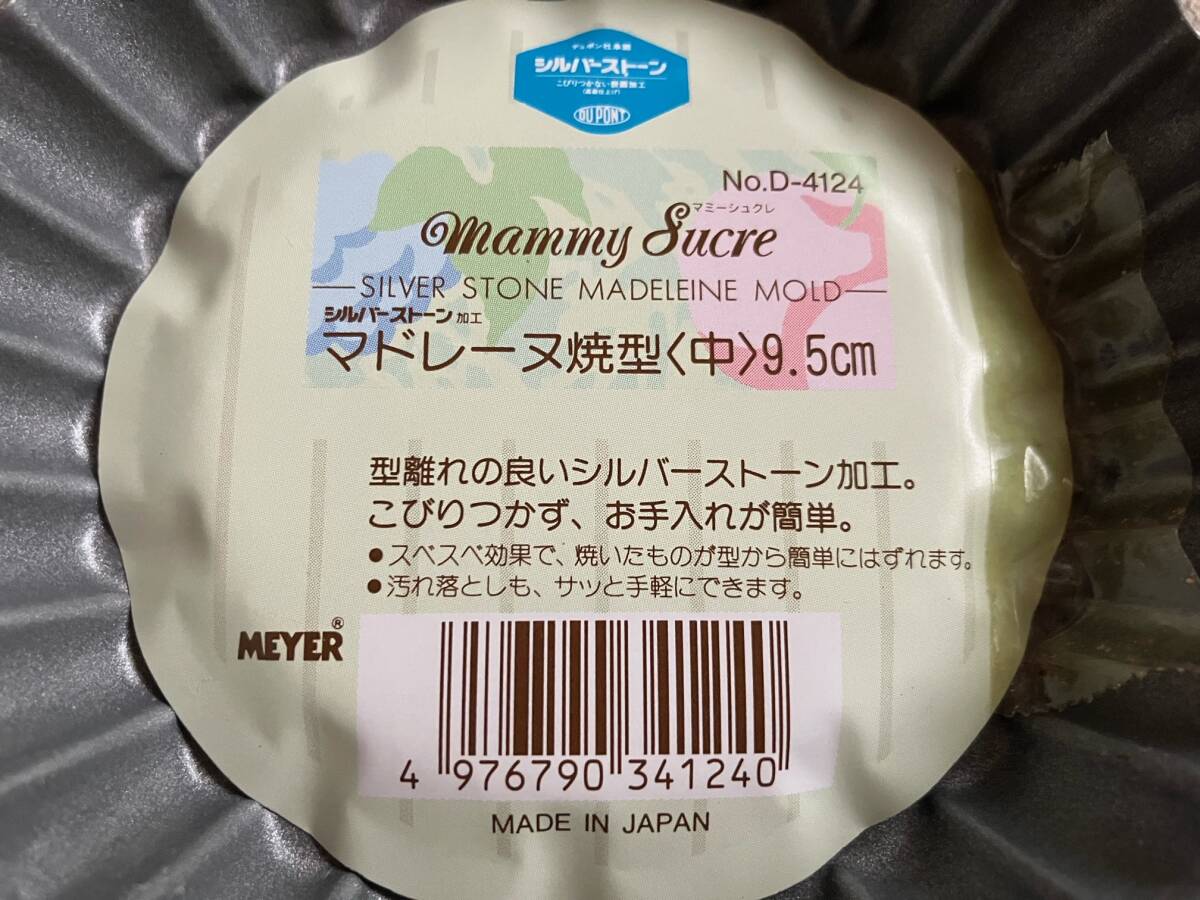 デュポン社承認
シルバーストーン
こびりつかない表面加工
DU PONT
No.D-4124
マミーシュクレ
mammy Sucre
SILVER STONE MADELEINE MOLD
シルバーストーン加工
マドレーヌ焼型〈中〉9.5cm
型離れの良いシルバーストーン加工。
こびりつかず、お手入れが簡単。
●スベスベ効果で、焼いたものが型から簡単にはずれます。
●汚れ落としも、サッと手軽にできます。
MEYER®
4 976790 341240
MADE IN JAPAN